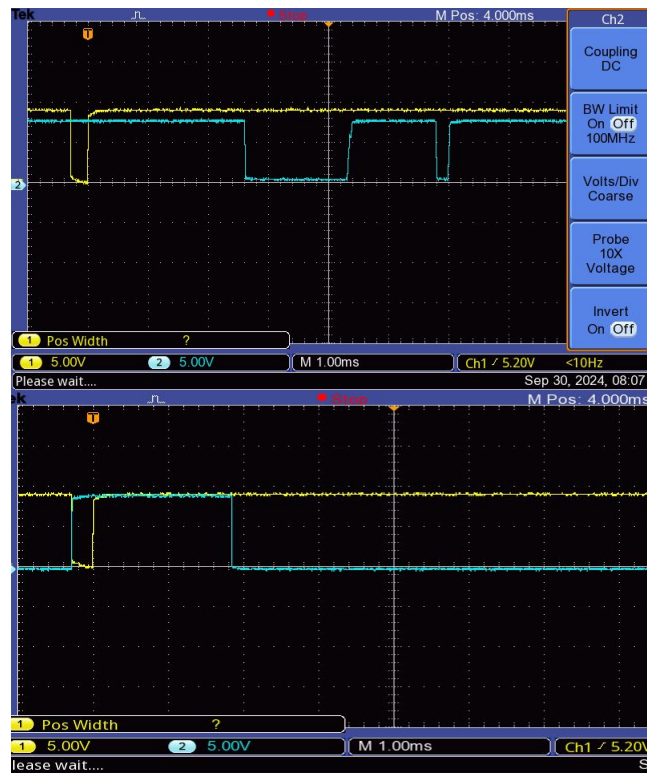 Tek Stop M Pos: 4.000ms Ch2
T
Coupling
DC
BW Limit
On Off
100MHz
2
Volts/Div
Coarse
Probe
10X
Voltage
Invert
On Off
1 Pos Width ?
1 5.00V 2 5.00V M 1.00ms Ch1 / 5.20V <10Hz
Please wait.... Sep 30, 2024, 08:07
ek Stop M Pos: 4.000ms
T
1 Pos Width ?
1 5.00V 2 5.00V M 1.00ms Ch1 / 5.20V
lease wait.... S